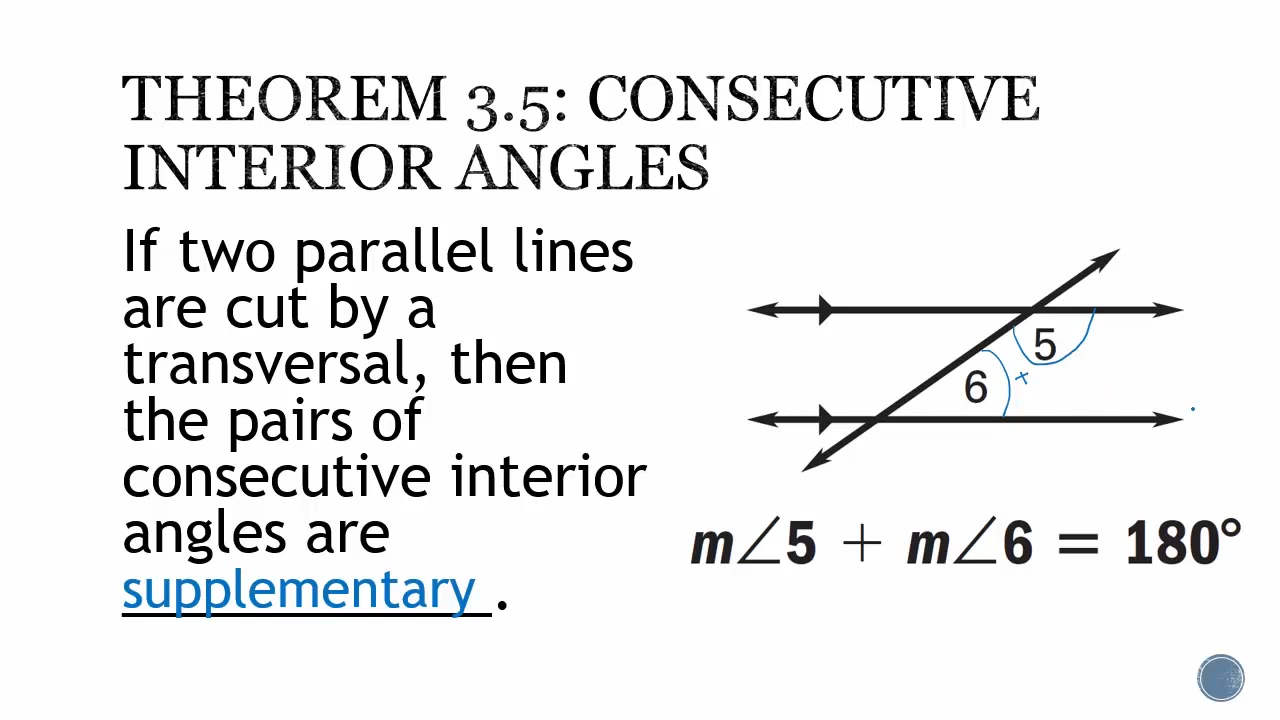 THEOREM 3.5: CONSECUTIVE
INTERIOR ANGLES
If two parallel lines
are cut by a
transversal, then
the pairs of
consecutive interior
angles are
supplementary.
5
6 +
m∠5 + m∠6 = 180°